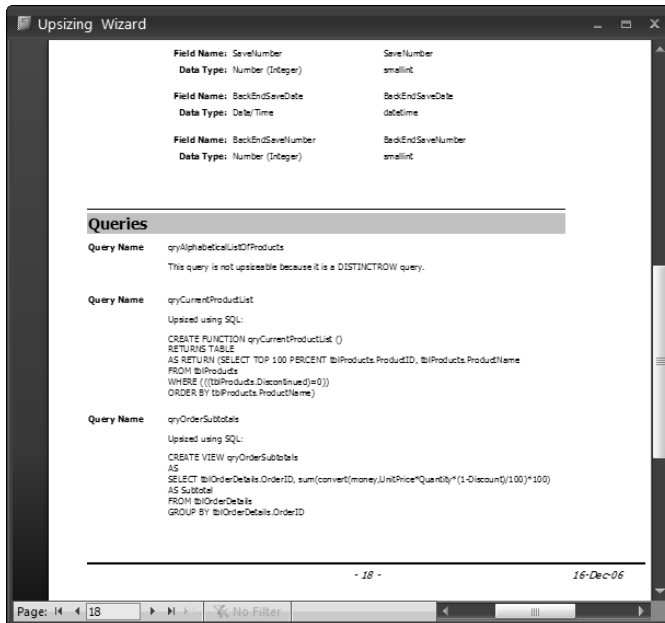 Upsizing Wizard
Field Name: SaveNumber SaveNumber
Data Type: Number (Integer) smallint
Field Name: BackEndSaveDate BackEndSaveDate
Data Type: Date/Time datetime
Field Name: BackEndSaveNumber BackEndSaveNumber
Data Type: Number (Integer) smallint
Queries
Query Name qryAlphabeticalListOfProducts
This query is not upsizeable because it is a DISTINCTROW query.
Query Name qryCurrentProductList
Upsized using SQL:
CREATE FUNCTION qryCurrentProductList ()
RETURNS TABLE
AS RETURN (SELECT TOP 100 PERCENT tblProducts.ProductID, tblProducts.ProductName
FROM tblProducts
WHERE (((tblProducts.Discontinued)=0))
ORDER BY tblProducts.ProductName)
Query Name qryOrderSubtotals
Upsized using SQL:
CREATE VIEW qryOrderSubtotals
AS
SELECT tblOrderDetails.OrderID, sum(convert(money,UnitPrice*Quantity*(1-Discount)/100)*100)
AS Subtotal
FROM tblOrderDetails
GROUP BY tblOrderDetails.OrderID
- 18 - 16-Dec-06
Page: 18 No Filter